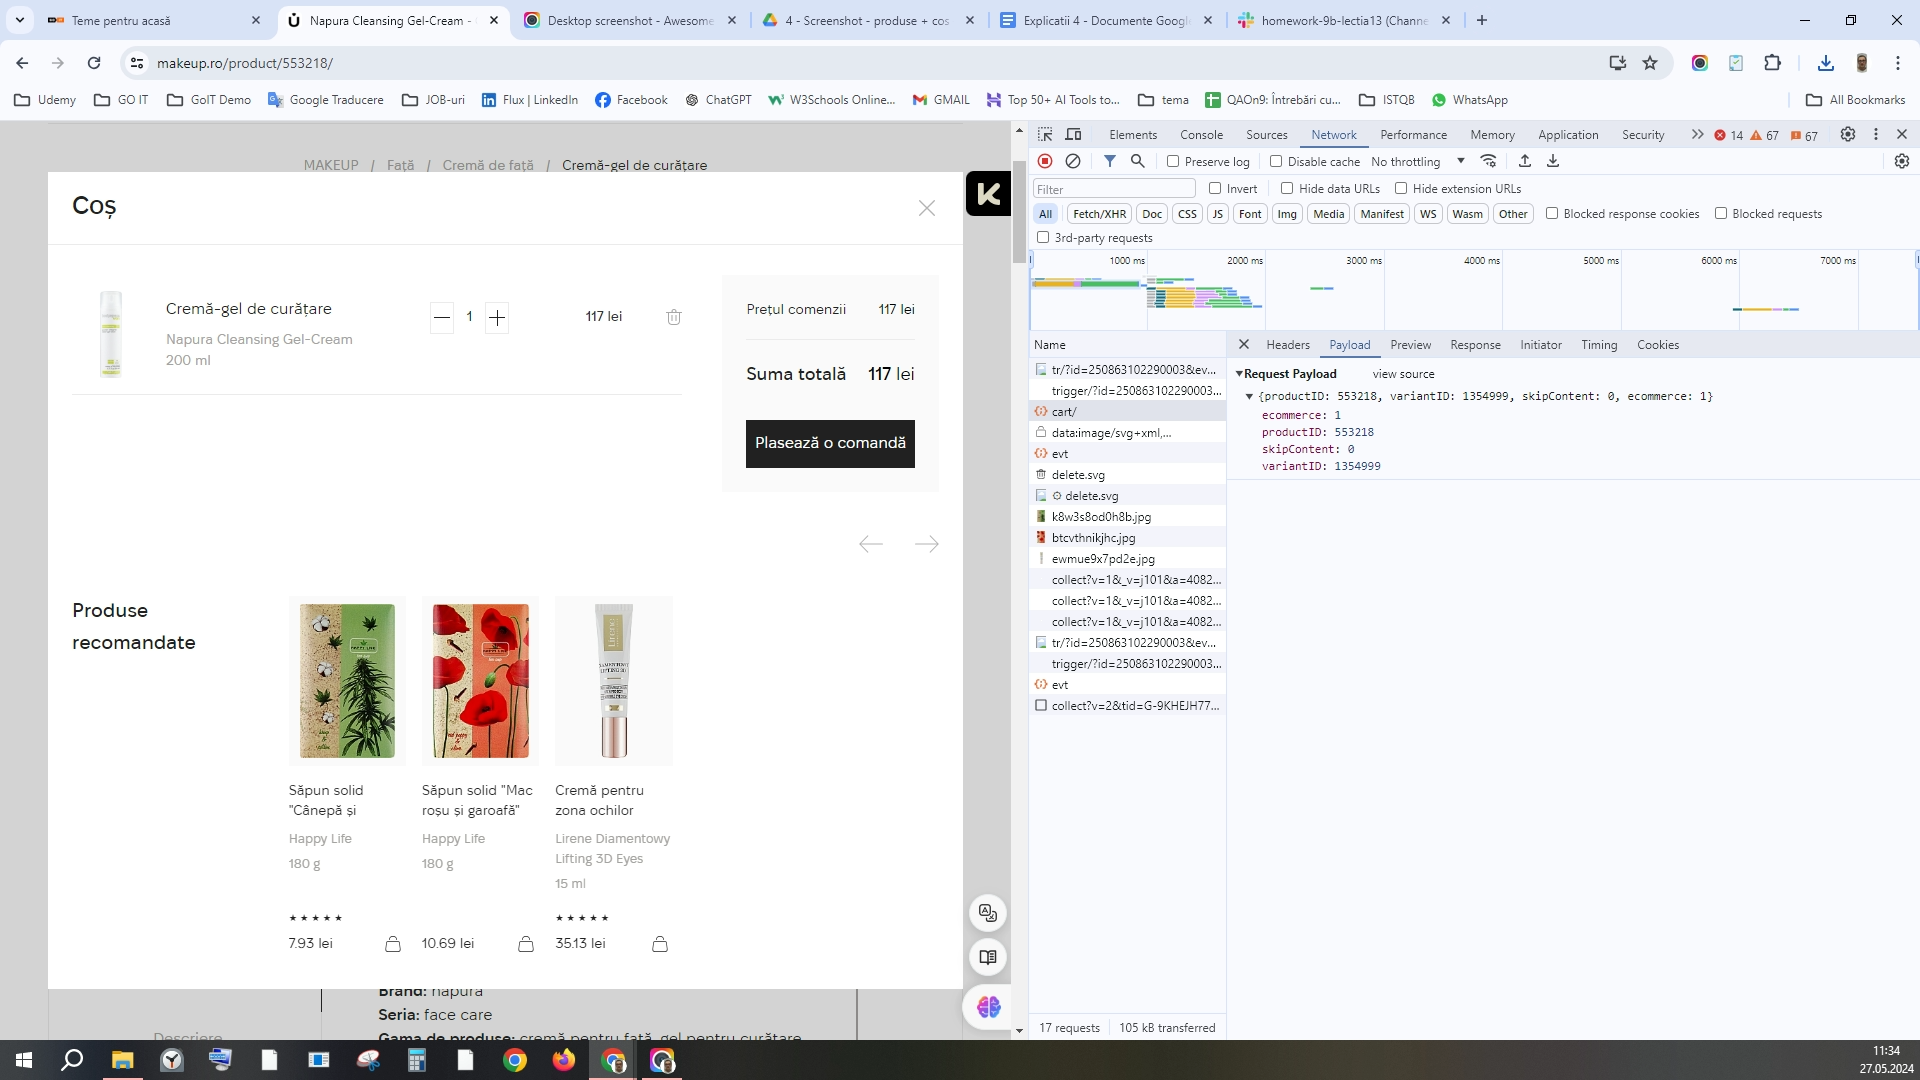 Teme pentru acasă
Napura Cleansing Gel-Cream -
Desktop screenshot - Awesome
4 - Screenshot - produse + cos
Explicatii 4 - Documente Google
homework-9b-lectia13 (Channe
makeup.ro/product/553218/
Udemy
GO IT
GoIT Demo
Google Traducere
JOB-uri
Flux | LinkedIn
Facebook
ChatGPT
W3Schools Online...
GMAIL
Top 50+ AI Tools to...
tema
QAOn9: Întrebări cu...
ISTQB
WhatsApp
All Bookmarks
MAKEUP / Față / Cremă de față / Cremă-gel de curățare
Coș
K
Cremă-gel de curățare
Napura Cleansing Gel-Cream
200 ml
1
117 lei
Prețul comenzii 117 lei
Suma totală 117 lei
Plasează o comandă
Produse
recomandate
Săpun solid
"Cânepă și
Happy Life
180 g
7.93 lei
Săpun solid "Mac
roșu și garoafă"
Happy Life
180 g
10.69 lei
Cremă pentru
zona ochilor
Lirene Diamentowy
Lifting 3D Eyes
15 ml
35.13 lei
Brand: napura
Seria: face care
Descriere
Gama de produse: cremă pentru față, gel pentru curățare
Elements
Console
Sources
Network
Performance
Memory
Application
Security
14
67
67
Preserve log
Disable cache
No throttling
Filter
Invert
Hide data URLs
Hide extension URLs
All
Fetch/XHR
Doc
CSS
JS
Font
Img
Media
Manifest
WS
Wasm
Other
Blocked response cookies
Blocked requests
3rd-party requests
1000 ms
2000 ms
3000 ms
4000 ms
5000 ms
6000 ms
7000 ms
Name
tr/?id=250863102290003&ev...
trigger/?id=250863102290003...
cart/
data:image/svg+xml,...
evt
delete.svg
delete.svg
k8w3s8od0h8b.jpg
btcvthnikjhc.jpg
ewmue9x7pd2e.jpg
collect?v=1&_v=j101&a=4082...
collect?v=1&_v=j101&a=4082...
collect?v=1&_v=j101&a=4082...
tr/?id=250863102290003&ev...
trigger/?id=250863102290003...
evt
collect?v=2&tid=G-9KHEJH77...
17 requests
105 kB transferred
Headers
Payload
Preview
Response
Initiator
Timing
Cookies
Request Payload view source
{productID: 553218, variantID: 1354999, skipContent: 0, ecommerce: 1}
ecommerce: 1
productID: 553218
skipContent: 0
variantID: 1354999
11:34
27.05.2024